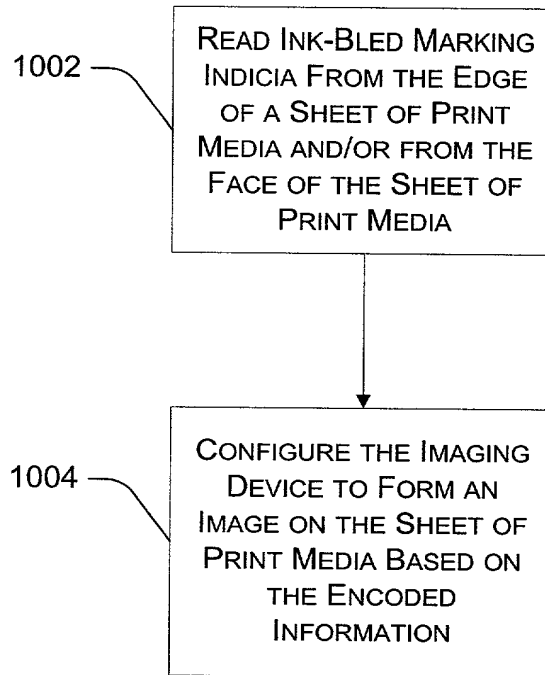 1002
READ INK-BLED MARKING
INDICIA FROM THE EDGE
OF A SHEET OF PRINT
MEDIA AND/OR FROM THE
FACE OF THE SHEET OF
PRINT MEDIA
1004
CONFIGURE THE IMAGING
DEVICE TO FORM AN
IMAGE ON THE SHEET OF
PRINT MEDIA BASED ON
THE ENCODED
INFORMATION